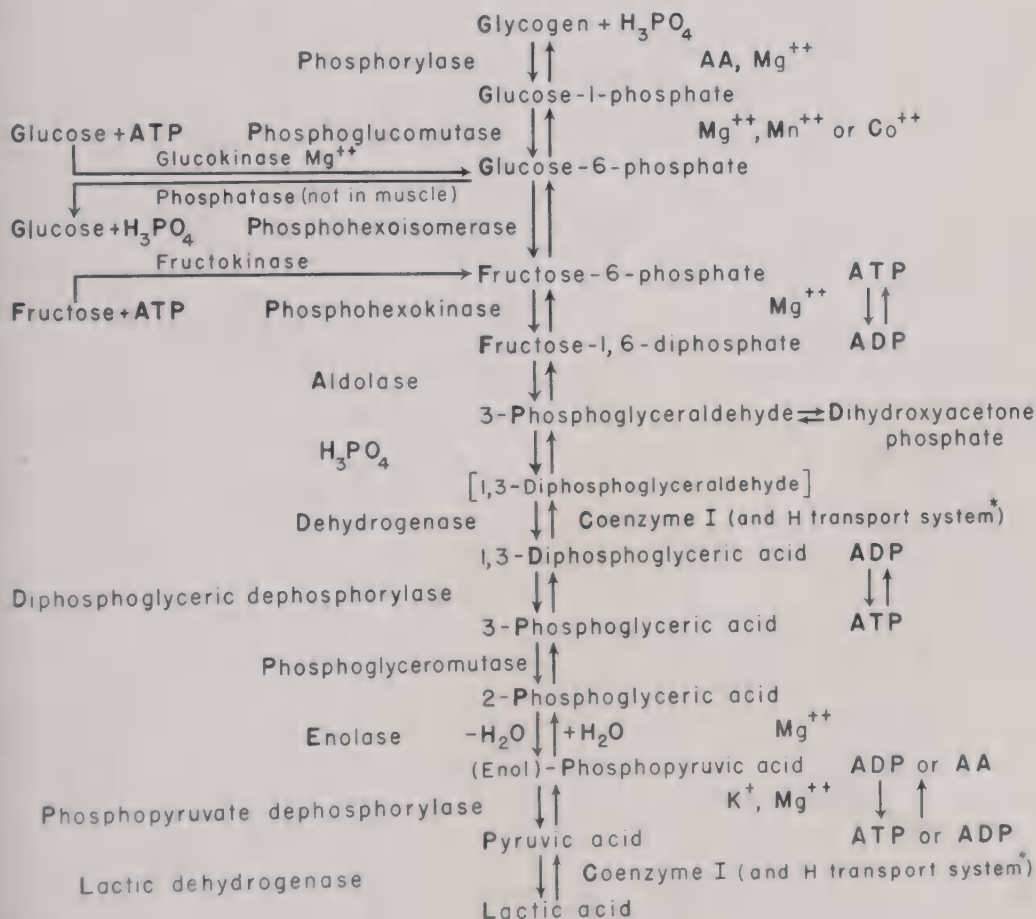 Glycogen + H₃PO₄
Phosphorylase AA, Mg⁺⁺
Glucose-1-phosphate
Glucose + ATP Phosphoglucomutase Mg⁺⁺, Mn⁺⁺ or Co⁺⁺
Glucokinase Mg⁺⁺
Glucose-6-phosphate
Phosphatase (not in muscle)
Glucose + H₃PO₄ Phosphohexoisomerase
Fructokinase
Fructose-6-phosphate ATP
Fructose + ATP Phosphohexokinase Mg⁺⁺
Fructose-1,6-diphosphate ADP
Aldolase
3-Phosphoglyceraldehyde ⇌ Dihydroxyacetone
phosphate
H₃PO₄
[1,3-Diphosphoglyceraldehyde]
Dehydrogenase Coenzyme I (and H transport system*)
1,3-Diphosphoglyceric acid ADP
Diphosphoglyceric dephosphorylase
3-Phosphoglyceric acid ATP
Phosphoglyceromutase
2-Phosphoglyceric acid
Enolase -H₂O +H₂O Mg⁺⁺
(Enol)-Phosphopyruvic acid ADP or AA
Phosphopyruvate dephosphorylase K⁺, Mg⁺⁺
Pyruvic acid ATP or ADP
Lactic dehydrogenase Coenzyme I (and H transport system*)
Lactic acid